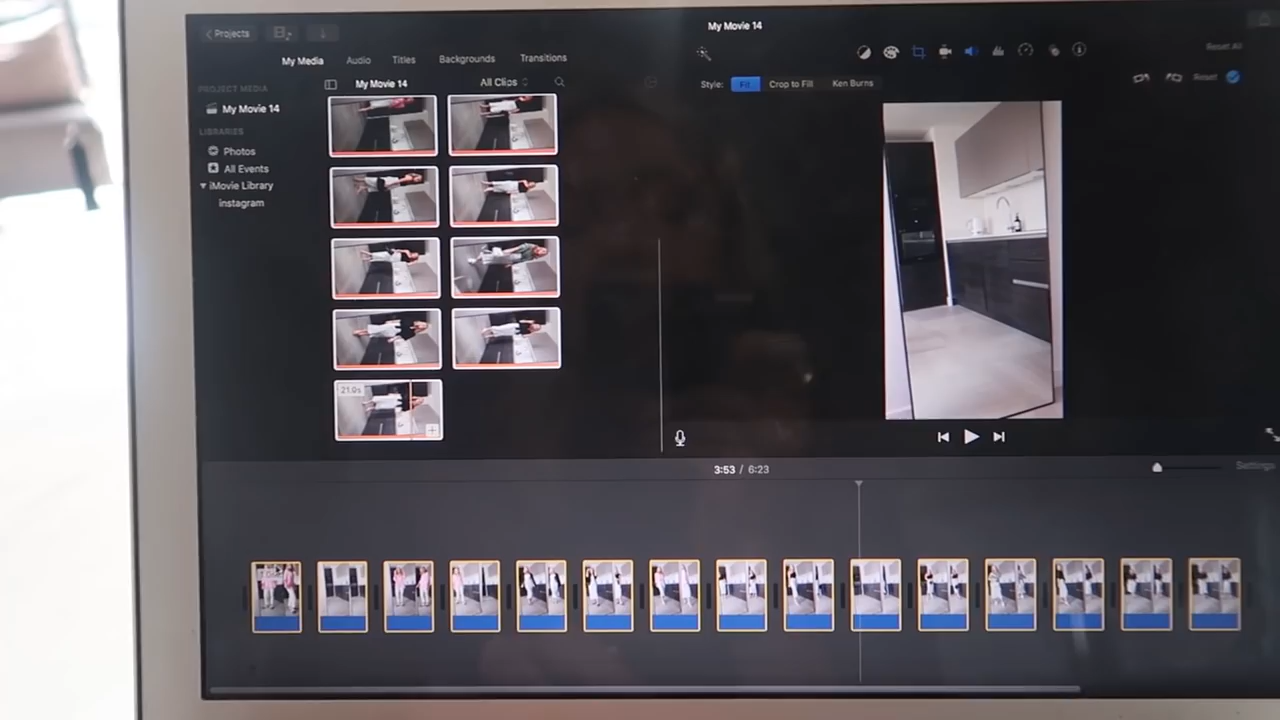 Projects
My Movie 14
My Media Audio Titles Backgrounds Transitions
Reset All
PROJECT MEDIA
My Movie 14
LIBRARIES
Photos
All Events
iMovie Library
instagram
My Movie 14 All Clips
Style: Fit Crop to Fill Ken Burns Reset
21.0s
3:53 / 6:23
Settings